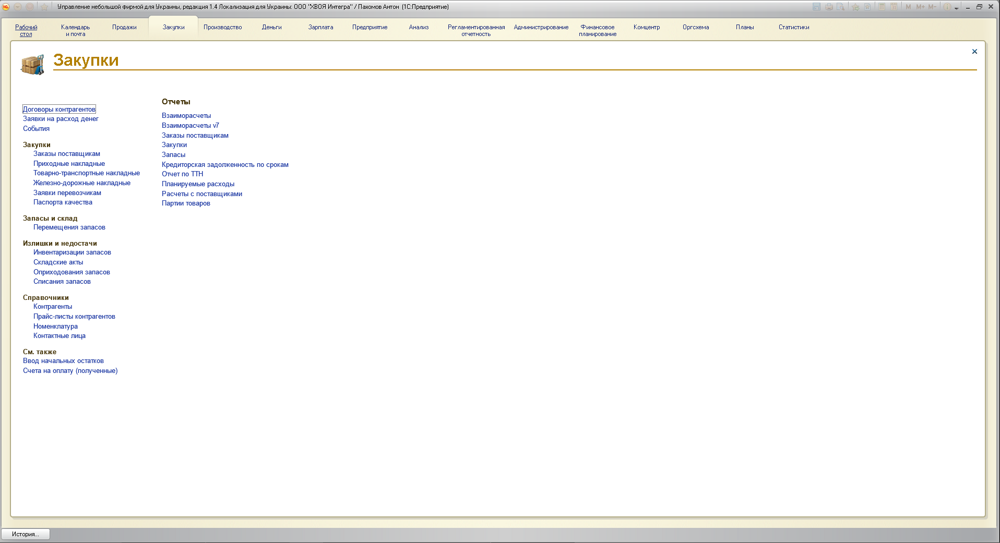 Управление небольшой фирмой для Украины, редакция 1.4 Локализация для Украины: ООО "ХВОЯ Интегра" / Пахомов Антон (1С:Предприятие)
M M+ M-
Рабочий стол
Календарь и почта
Продажи
Закупки
Производство
Деньги
Зарплата
Предприятие
Анализ
Регламентированная отчетность
Администрирование
Финансовое планирование
Комцентр
Оргсхема
Планы
Статистики
Закупки
Договоры контрагентов
Заявки на расход денег
События
Закупки
Заказы поставщикам
Приходные накладные
Товарно-транспортные накладные
Железно-дорожные накладные
Заявки перевозчикам
Паспорта качества
Запасы и склад
Перемещения запасов
Излишки и недостачи
Инвентаризации запасов
Складские акты
Оприходования запасов
Списания запасов
Справочники
Контрагенты
Прайс-листы контрагентов
Номенклатура
Контактные лица
См. также
Ввод начальных остатков
Счета на оплату (полученные)
Отчеты
Взаиморасчеты
Взаиморасчеты v7
Заказы поставщикам
Закупки
Запасы
Кредиторская задолженность по срокам
Отчет по ТТН
Планируемые расходы
Расчеты с поставщиками
Партии товаров
История...